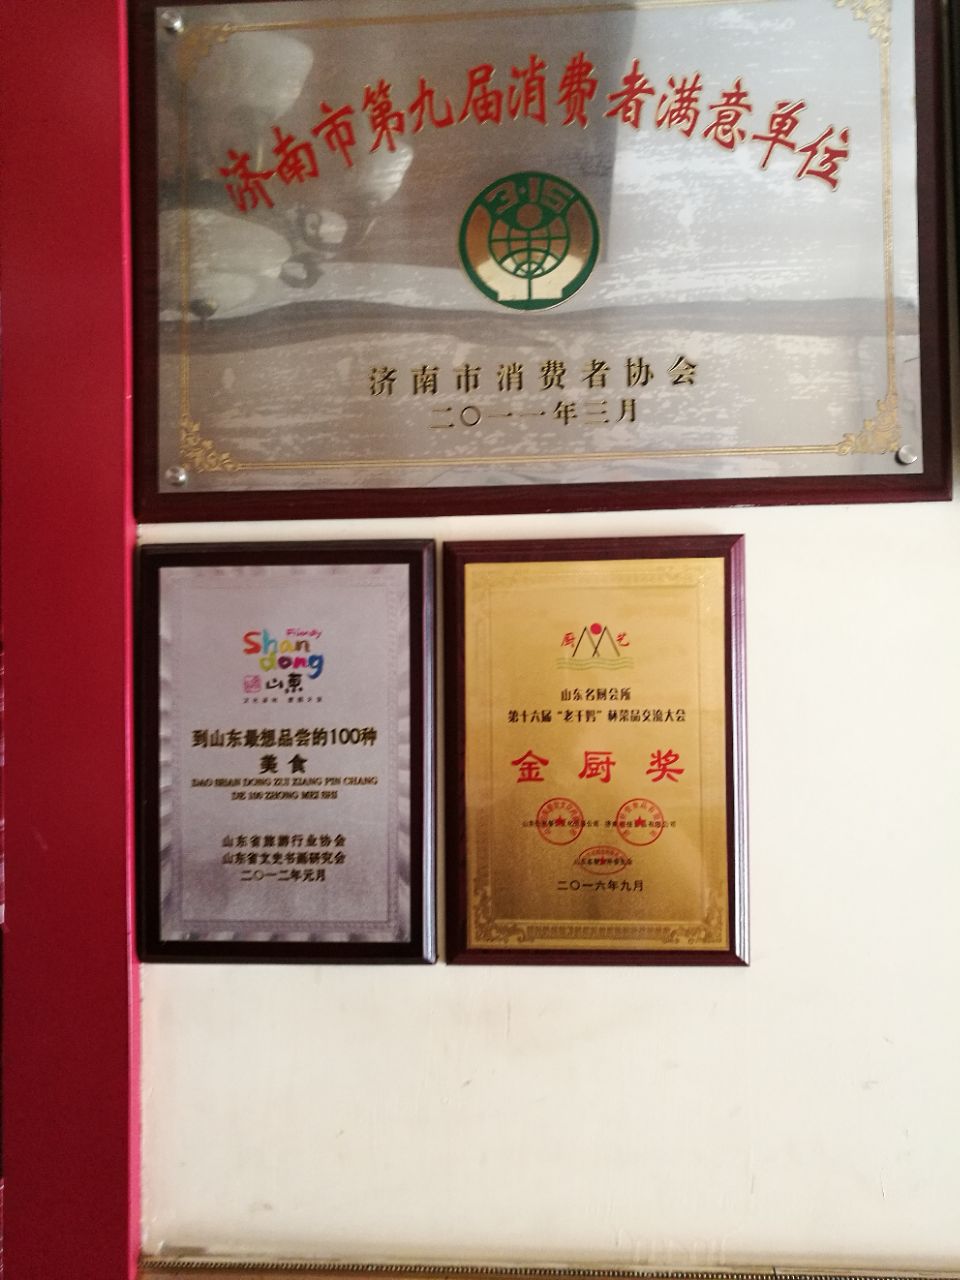 济南市第九届消费者满意单位
3·15
济南市消费者协会
二〇一一年三月
Friendly
Shan
dong
山東
到山东最想品尝的100种
美食
DAO SHAN DONG ZUI XIANG PIN CHANG
DE 100 ZHONG MEI SHI
山东省旅游行业协会
山东省文史书画研究会
二〇一二年元月
厨艺
山东名厨会所
第十六届“老干妈”杯菜品交流大会
金厨奖
二〇一六年九月